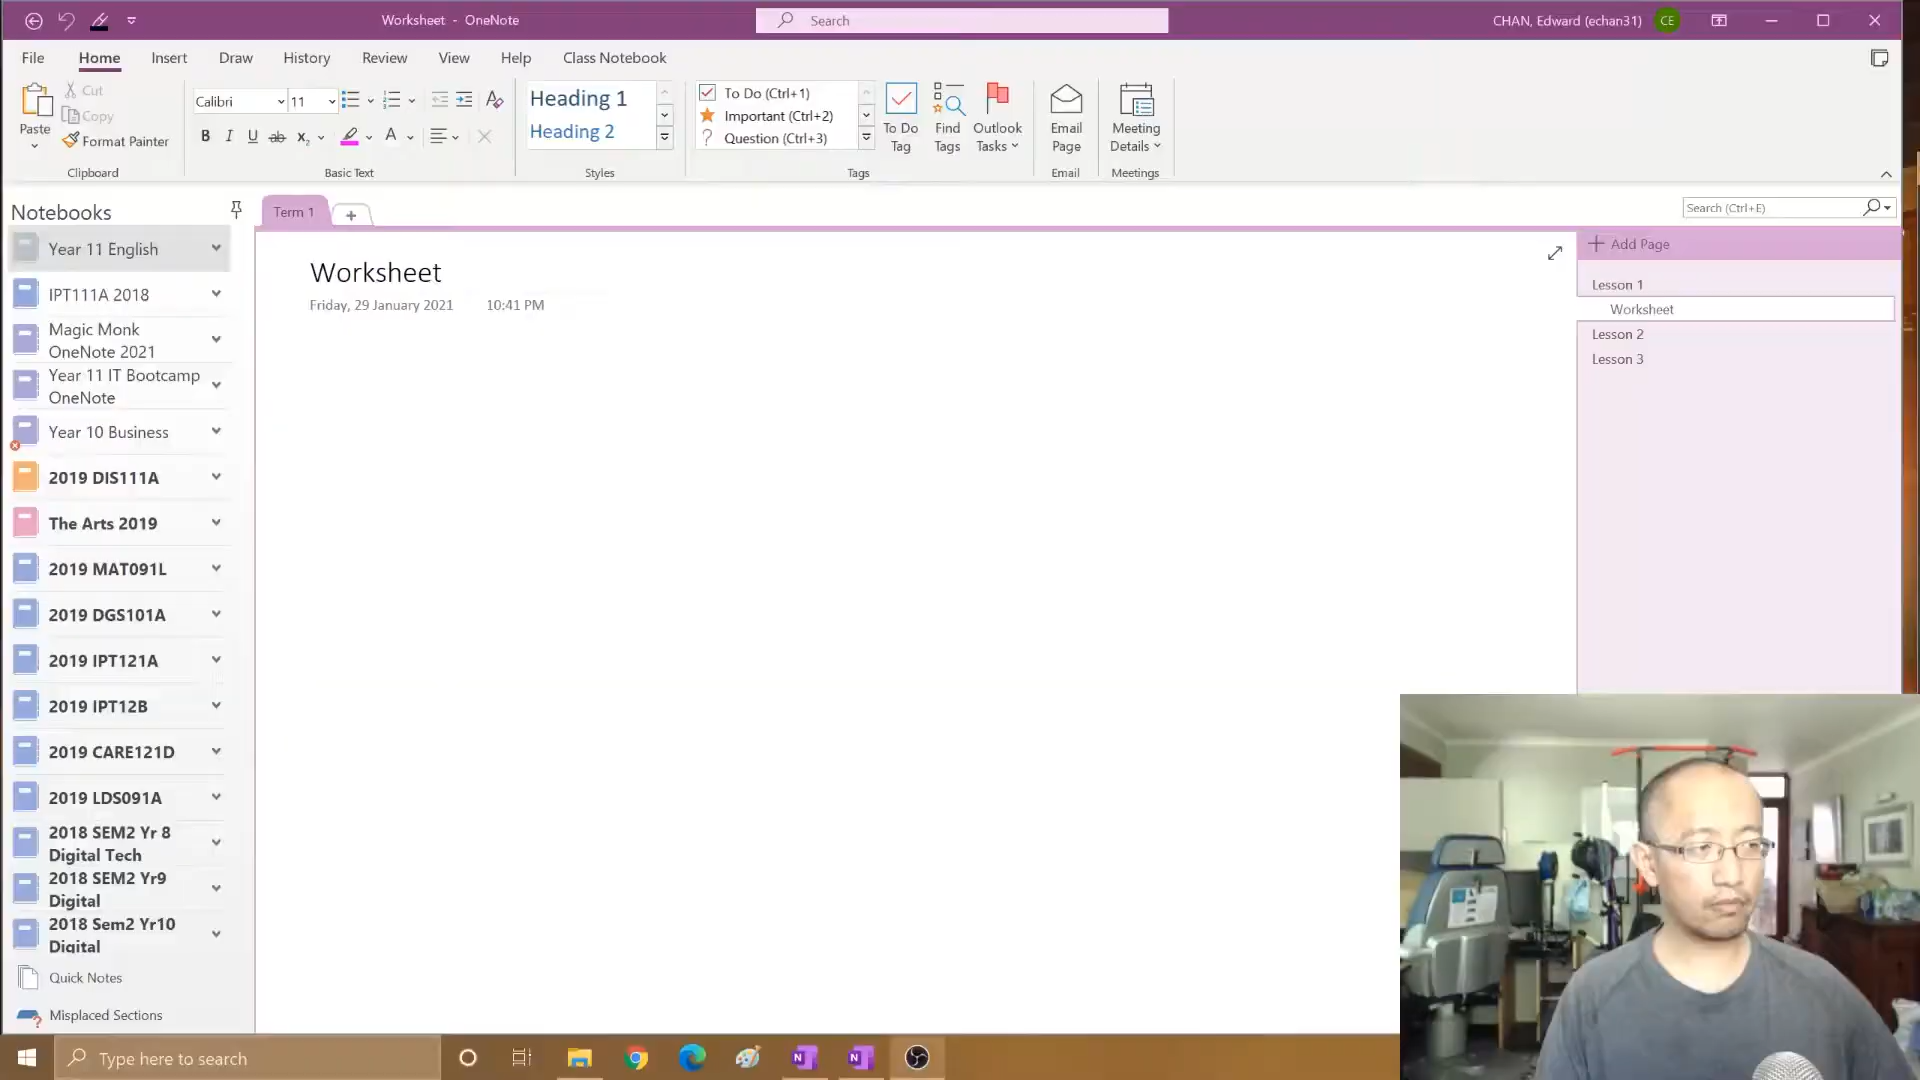 Worksheet - OneNote
Search
CHAN, Edward (echan31)
CE
File Home Insert Draw History Review View Help Class Notebook
Paste
Cut
Copy
Format Painter
Clipboard
Calibri 11
B I U ab X₂ A
Basic Text
Heading 1
Heading 2
Styles
To Do (Ctrl+1)
Important (Ctrl+2)
Question (Ctrl+3)
To Do
Tag
Find
Tags
Outlook
Tasks
Tags
Email
Page
Email
Meeting
Details
Meetings
Notebooks
Term 1
Search (Ctrl+E)
Year 11 English
IPT111A 2018
Magic Monk
OneNote 2021
Year 11 IT Bootcamp
OneNote
Year 10 Business
2019 DIS111A
The Arts 2019
2019 MAT091L
2019 DGS101A
2019 IPT121A
2019 IPT12B
2019 CARE121D
2019 LDS091A
2018 SEM2 Yr 8
Digital Tech
2018 SEM2 Yr9
Digital
2018 Sem2 Yr10
Digital
Quick Notes
Misplaced Sections
Worksheet
Friday, 29 January 2021 10:41 PM
Add Page
Lesson 1
Worksheet
Lesson 2
Lesson 3
Type here to search
N
N